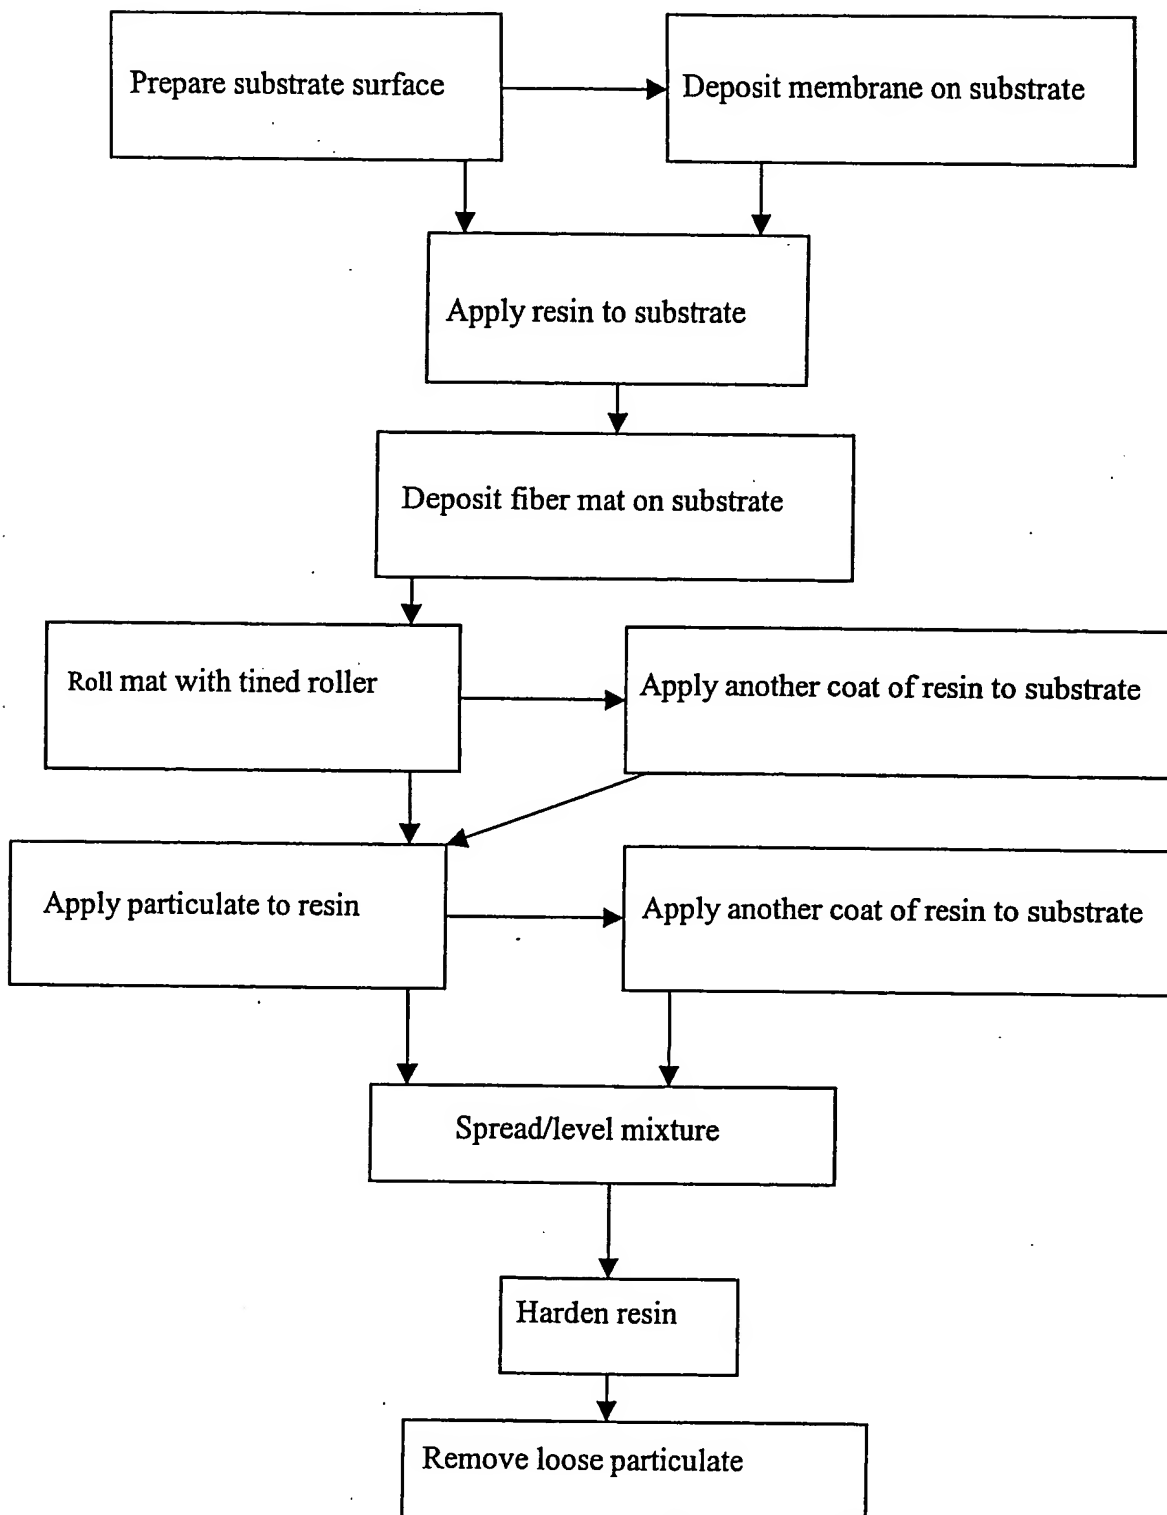 Prepare substrate surface
Deposit membrane on substrate
Apply resin to substrate
Deposit fiber mat on substrate
Roll mat with tined roller
Apply another coat of resin to substrate
Apply particulate to resin
Apply another coat of resin to substrate
Spread/level mixture
Harden resin
Remove loose particulate